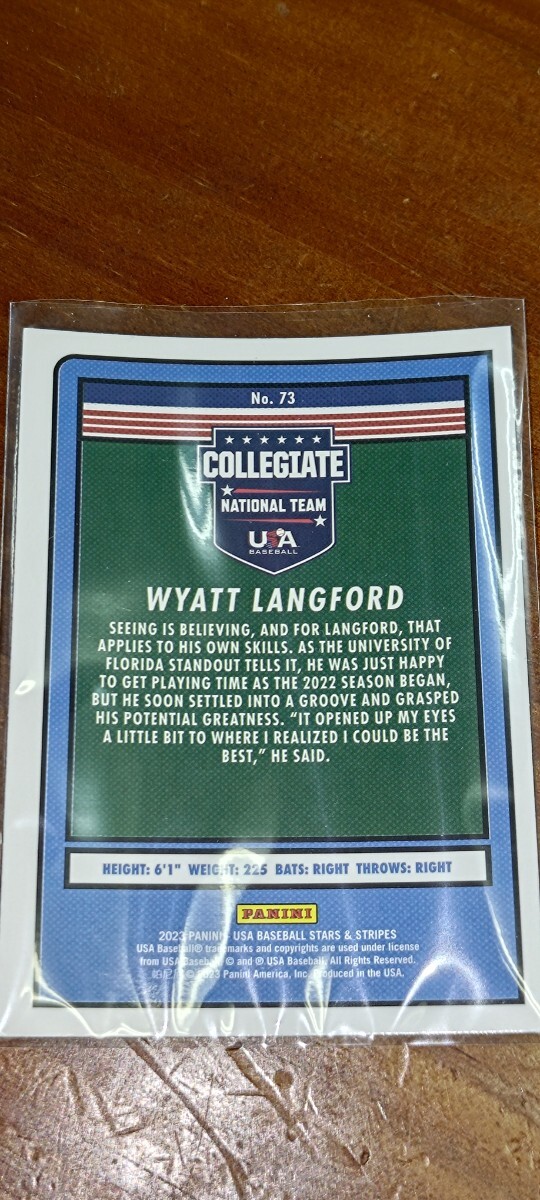 No. 73
COLLEGIATE
NATIONAL TEAM
USA
BASEBALL
WYATT LANGFORD
SEEING IS BELIEVING, AND FOR LANGFORD, THAT
APPLIES TO HIS OWN SKILLS. AS THE UNIVERSITY OF
FLORIDA STANDOUT TELLS IT, HE WAS JUST HAPPY
TO GET PLAYING TIME AS THE 2022 SEASON BEGAN,
BUT HE SOON SETTLED INTO A GROOVE AND GRASPED
HIS POTENTIAL GREATNESS. “IT OPENED UP MY EYES
A LITTLE BIT TO WHERE I REALIZED I COULD BE THE
BEST,” HE SAID.
HEIGHT: 6'1" WEIGHT: 225 BATS: RIGHT THROWS: RIGHT
PANINI
2023 PANINI - USA BASEBALL STARS & STRIPES
USA Baseball® trademarks and copyrights are used under license
from USA Baseball. © and ® USA Baseball. All Rights Reserved.
© 2023 Panini America, Inc. Produced in the USA.